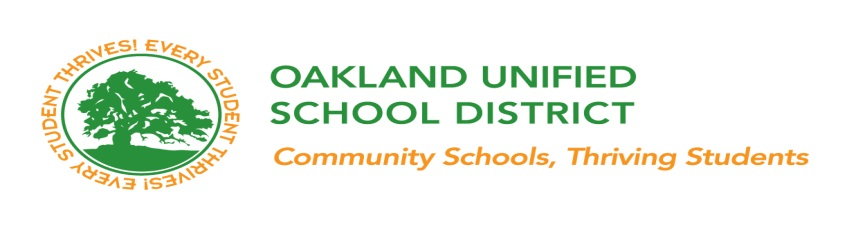 EVERY STUDENT THRIVES! EVERY STUDENT THRIVES!
OAKLAND UNIFIED
SCHOOL DISTRICT
Community Schools, Thriving Students